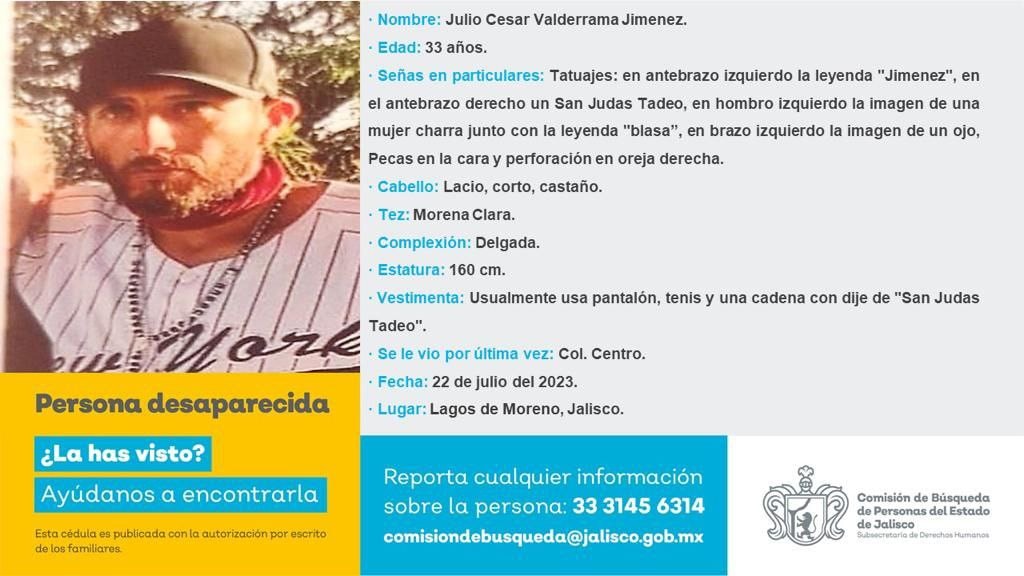 · Nombre: Julio Cesar Valderrama Jimenez.
· Edad: 33 años.
· Señas en particulares: Tatuajes: en antebrazo izquierdo la leyenda "Jimenez", en
el antebrazo derecho un San Judas Tadeo, en hombro izquierdo la imagen de una
mujer charra junto con la leyenda "blasa”, en brazo izquierdo la imagen de un ojo,
Pecas en la cara y perforación en oreja derecha.
· Cabello: Lacio, corto, castaño.
· Tez: Morena Clara.
· Complexión: Delgada.
· Estatura: 160 cm.
· Vestimenta: Usualmente usa pantalón, tenis y una cadena con dije de "San Judas
Tadeo".
· Se le vio por última vez: Col. Centro.
· Fecha: 22 de julio del 2023.
· Lugar: Lagos de Moreno, Jalisco.
ew York
Persona desaparecida
¿La has visto?
Ayúdanos a encontrarla
Esta cédula es publicada con la autorización por escrito
de los familiares.
Reporta cualquier información
sobre la persona: 33 3145 6314
comisiondebusqueda@jalisco.gob.mx
Comisión de Búsqueda
de Personas del Estado
de Jalisco
Subsecretaría de Derechos Humanos